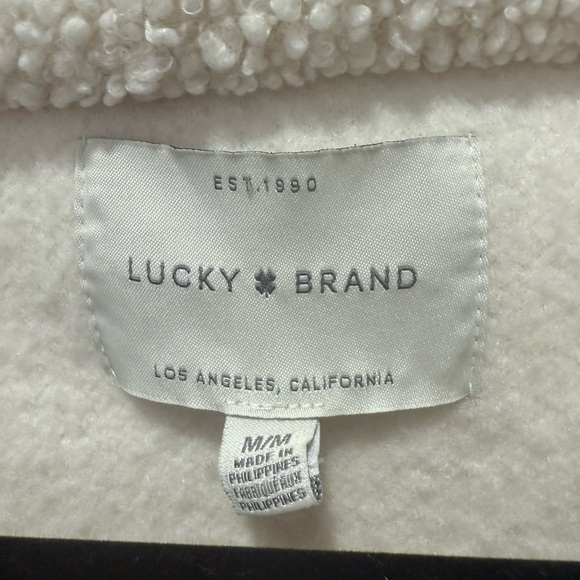 EST.1990
LUCKY BRAND
LOS ANGELES, CALIFORNIA
M/M
MADE IN
PHILIPPINES
FABRIQUÉ AUX
PHILIPPINES